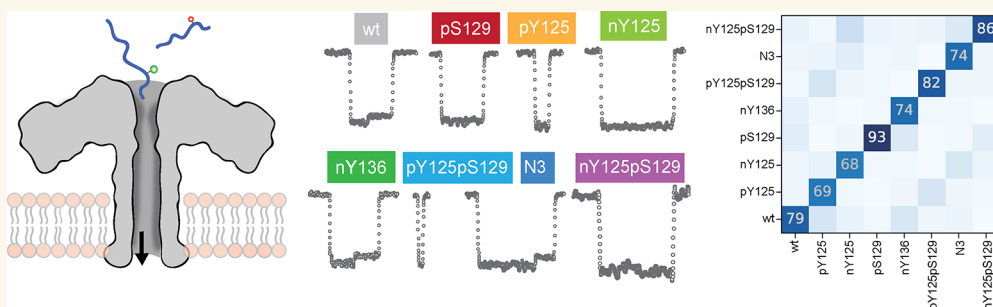 wt pS129 pY125 nY125
nY136 pY125pS129 N3 nY125pS129
nY125pS129 86
N3 74
pY125pS129 82
nY136 74
pS129 93
nY125 68
pY125 69
wt 79
wt pY125 nY125 pS129 nY136 pY125pS129 N3 nY125pS129